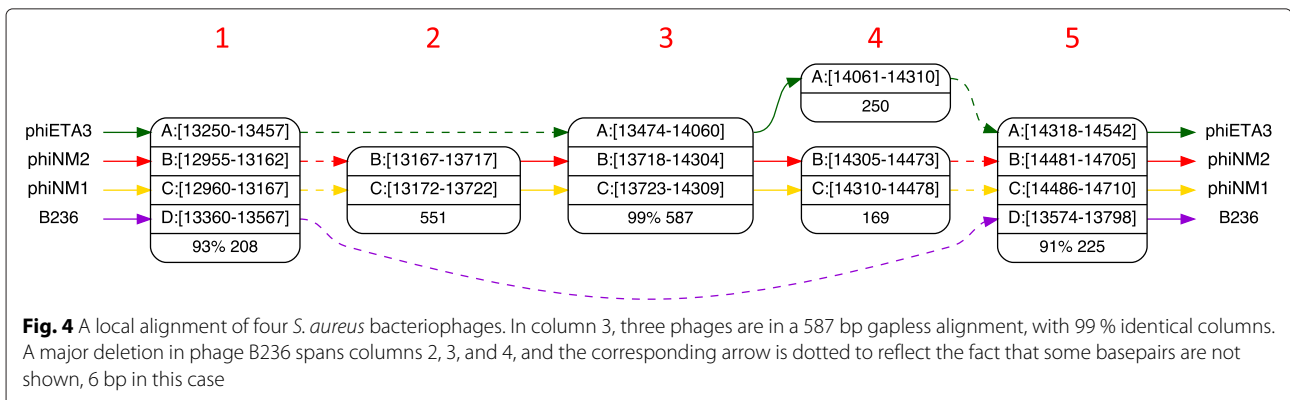 1 2 3 4 5
A:[14061-14310]
250
phiETA3 A:[13250-13457] A:[13474-14060] A:[14318-14542] phiETA3
phiNM2 B:[12955-13162] B:[13167-13717] B:[13718-14304] B:[14305-14473] B:[14481-14705] phiNM2
phiNM1 C:[12960-13167] C:[13172-13722] C:[13723-14309] C:[14310-14478] C:[14486-14710] phiNM1
B236 D:[13360-13567] 551 99% 587 169 D:[13574-13798] B236
93% 208 91% 225
Fig. 4 A local alignment of four S. aureus bacteriophages. In column 3, three phages are in a 587 bp gapless alignment, with 99 % identical columns.
A major deletion in phage B236 spans columns 2, 3, and 4, and the corresponding arrow is dotted to reflect the fact that some basepairs are not
shown, 6 bp in this case